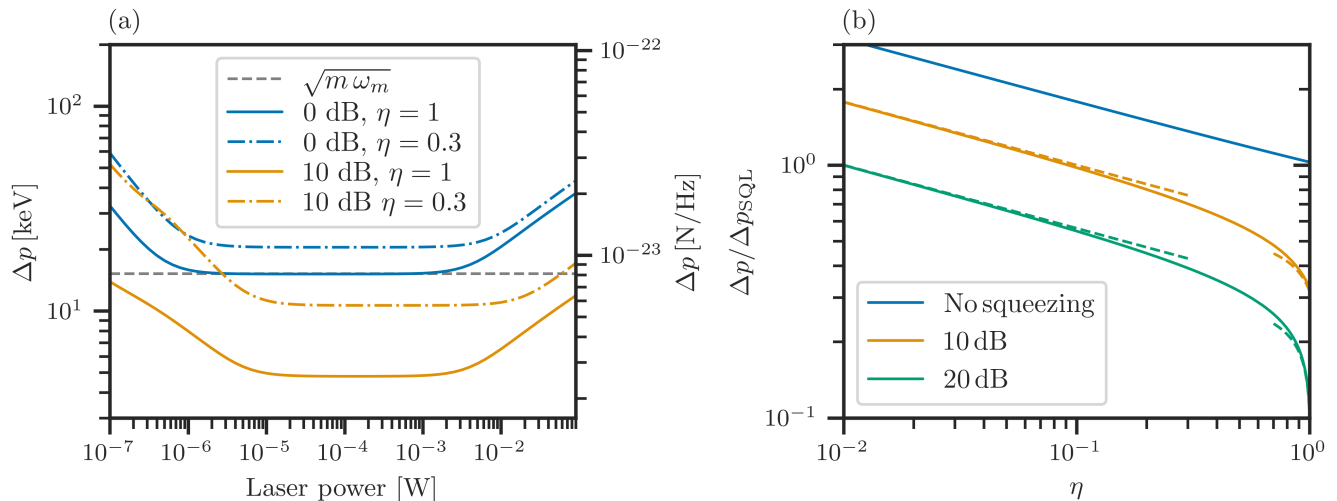 (a)
10^2
10^1
Δp [keV]
√m ω_m
0 dB, η = 1
0 dB, η = 0.3
10 dB, η = 1
10 dB η = 0.3
10^-22
10^-23
Δp [N/Hz]
10^-7 10^-6 10^-5 10^-4 10^-3 10^-2
Laser power [W]
(b)
10^0
10^-1
Δp/Δp_SQL
No squeezing
10 dB
20 dB
10^-2 10^-1 10^0
η